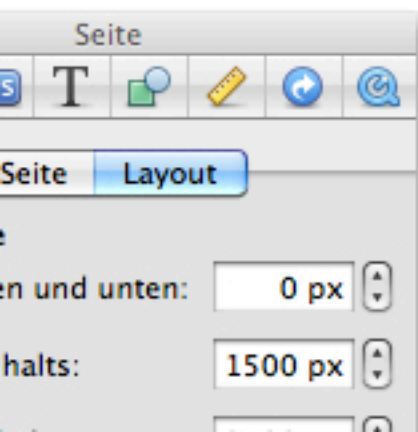 Seite
S T
Seite Layout
e
en und unten: 0 px
halts: 1500 px